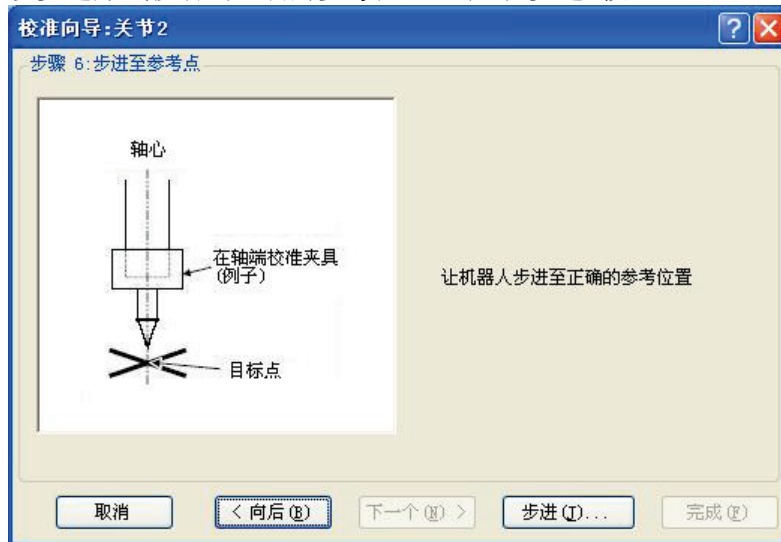 校准向导:关节2
步骤 6:步进至参考点
轴心
在轴端校准夹具
(例子)
目标点
让机器人步进至正确的参考位置
取消
< 向后(B)
下一个(N) >
步进(J)...
完成(F)